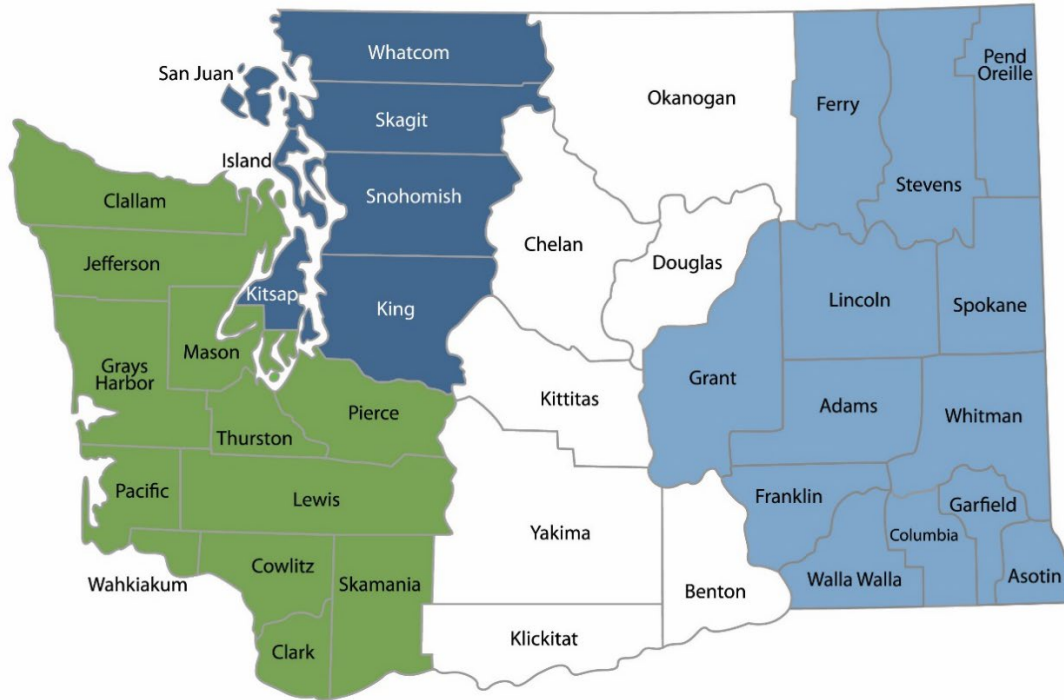 Whatcom
Pend
Oreille
San Juan
Okanogan
Ferry
Skagit
Island
Stevens
Snohomish
Clallam
Chelan
Jefferson
Douglas
Kitsap
King
Lincoln
Spokane
Mason
Grays
Harbor
Grant
Kittitas
Adams
Pierce
Whitman
Thurston
Pacific
Lewis
Franklin
Garfield
Yakima
Columbia
Cowlitz
Wahkiakum
Skamania
Benton
Walla Walla
Asotin
Klickitat
Clark